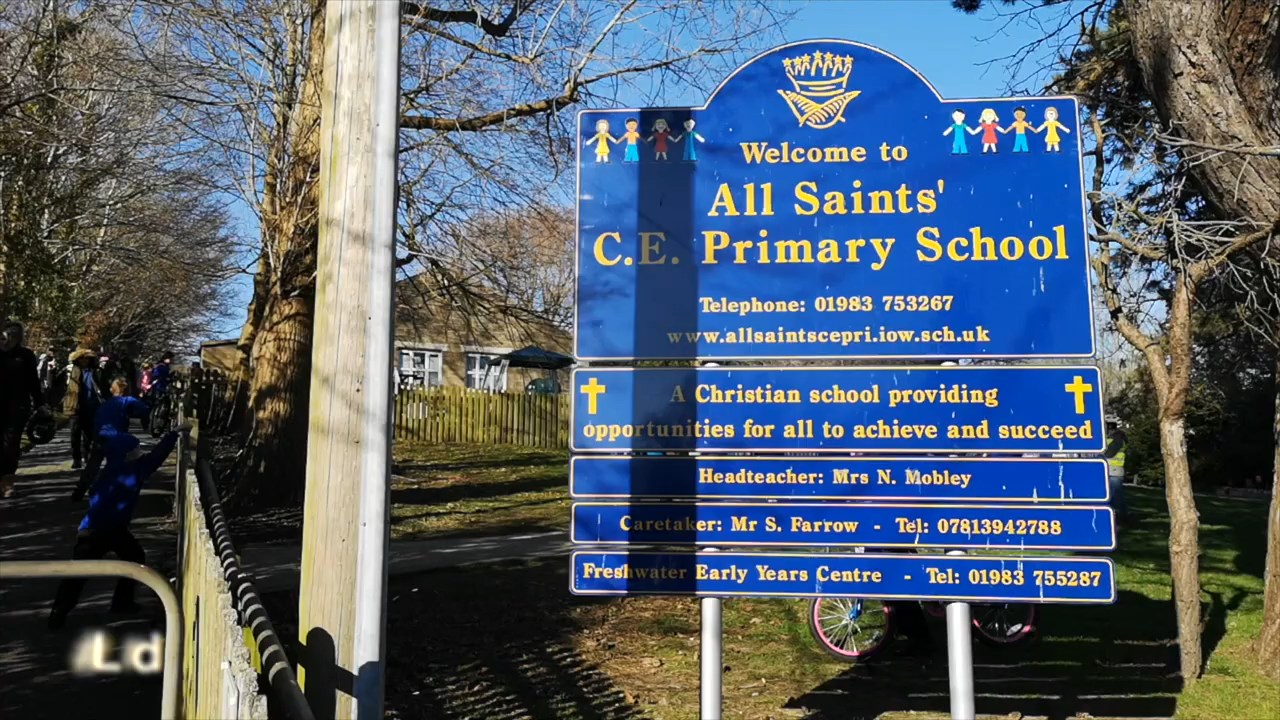 Welcome to
All Saints'
C.E. Primary School
Telephone: 01983 753267
www.allsaintscepri.iow.sch.uk
A Christian school providing
opportunities for all to achieve and succeed
Headteacher: Mrs N. Mobley
Caretaker: Mr S. Farrow - Tel: 07813942788
Freshwater Early Years Centre - Tel: 01983 755287